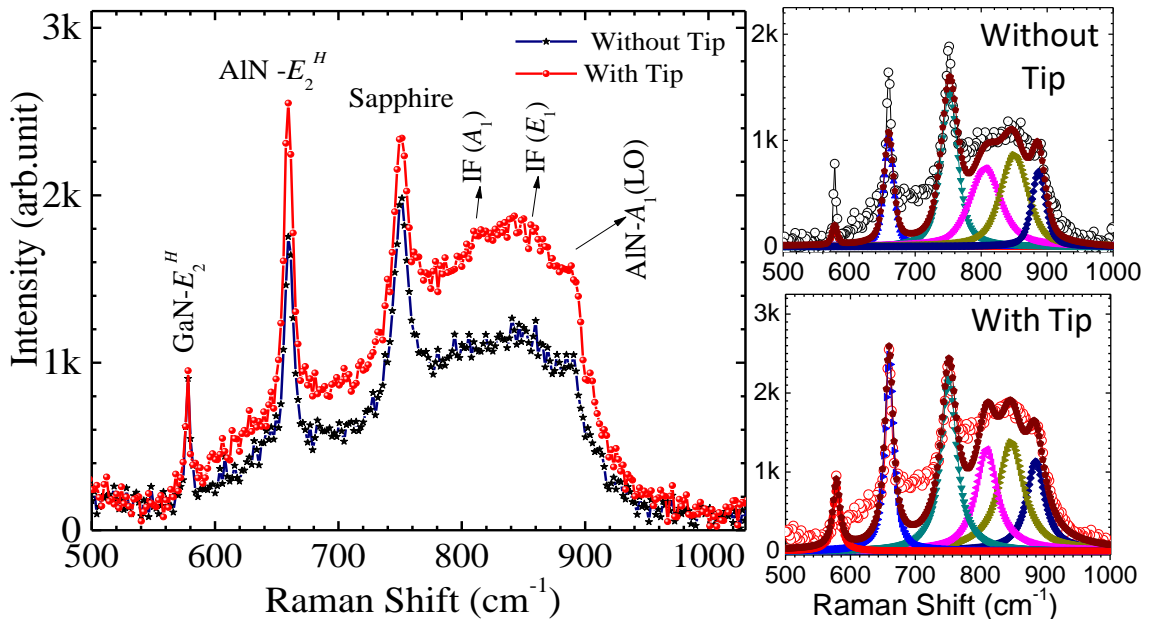 3k
2k
1k
0
500
600
700
800
900
1000
Intensity (arb.unit)
Raman Shift (cm⁻¹)
Without Tip
With Tip
GaN-E₂ᴴ
AlN -E₂ᴴ
Sapphire
IF (A₁)
IF (E₁)
AlN-A₁(LO)
Without
Tip
2k
1k
0
500 600 700 800 900 1000
With Tip
3k
2k
1k
0
500 600 700 800 900 1000
Raman Shift (cm⁻¹)